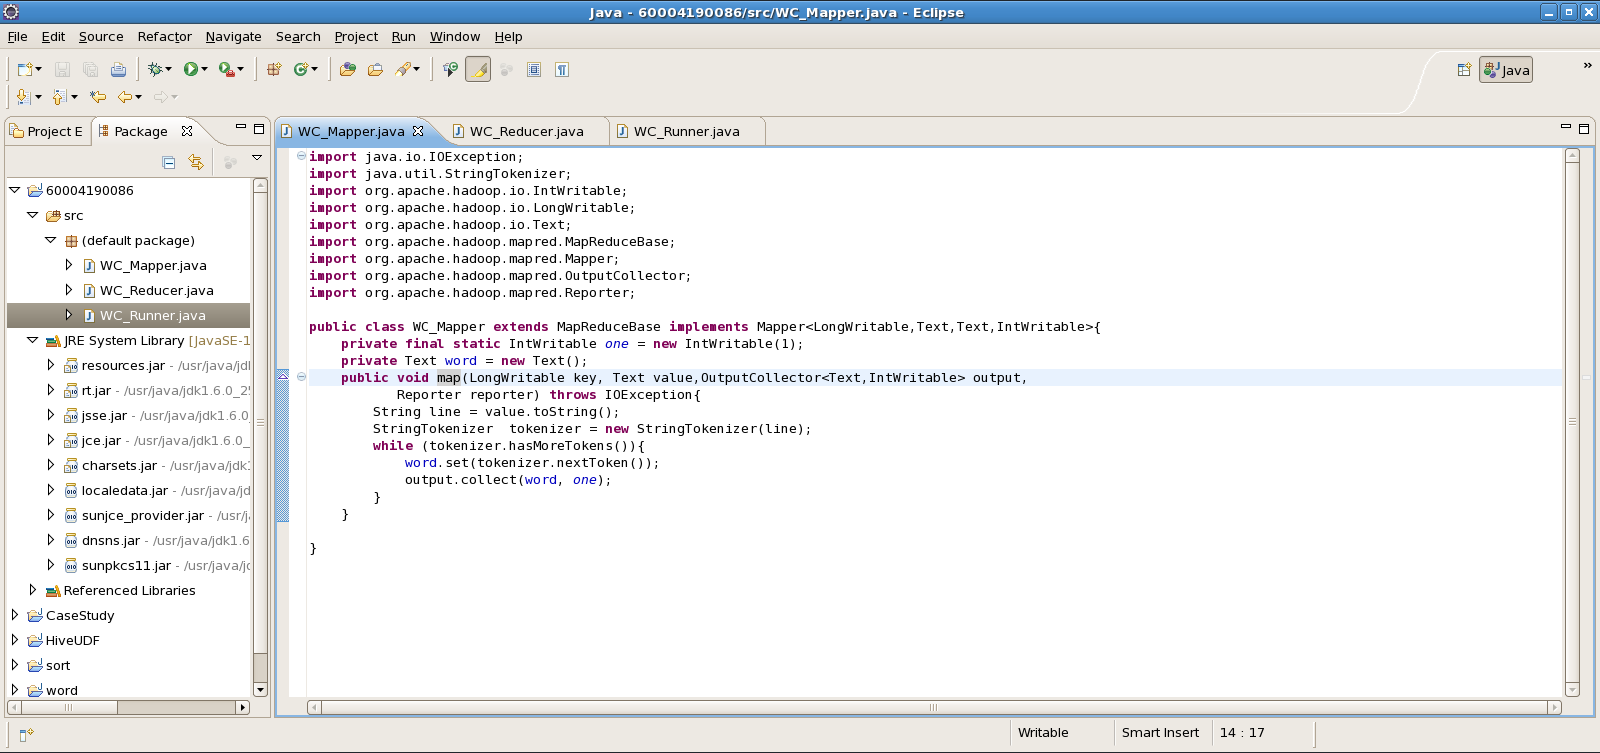 Java - 60004190086/src/WC_Mapper.java - Eclipse
File Edit Source Refactor Navigate Search Project Run Window Help
Java
Project E
Package
WC_Mapper.java
WC_Reducer.java
WC_Runner.java
60004190086
src
(default package)
WC_Mapper.java
WC_Reducer.java
WC_Runner.java
JRE System Library [JavaSE-1
resources.jar - /usr/java/jd
rt.jar - /usr/java/jdk1.6.0_2
jsse.jar - /usr/java/jdk1.6.0
jce.jar - /usr/java/jdk1.6.0_
charsets.jar - /usr/java/jdk
localedata.jar - /usr/java/jd
sunjce_provider.jar - /usr/j
dnsns.jar - /usr/java/jdk1.6
sunpkcs11.jar - /usr/java/j
Referenced Libraries
CaseStudy
HiveUDF
sort
word
import java.io.IOException;
import java.util.StringTokenizer;
import org.apache.hadoop.io.IntWritable;
import org.apache.hadoop.io.LongWritable;
import org.apache.hadoop.io.Text;
import org.apache.hadoop.mapred.MapReduceBase;
import org.apache.hadoop.mapred.Mapper;
import org.apache.hadoop.mapred.OutputCollector;
import org.apache.hadoop.mapred.Reporter;
public class WC_Mapper extends MapReduceBase implements Mapper<LongWritable,Text,Text,IntWritable>{
    private final static IntWritable one = new IntWritable(1);
    private Text word = new Text();
    public void map(LongWritable key, Text value,OutputCollector<Text,IntWritable> output,
           Reporter reporter) throws IOException{
        String line = value.toString();
        StringTokenizer  tokenizer = new StringTokenizer(line);
        while (tokenizer.hasMoreTokens()){
            word.set(tokenizer.nextToken());
            output.collect(word, one);
        }
    }
}
Writable
Smart Insert
14 : 17